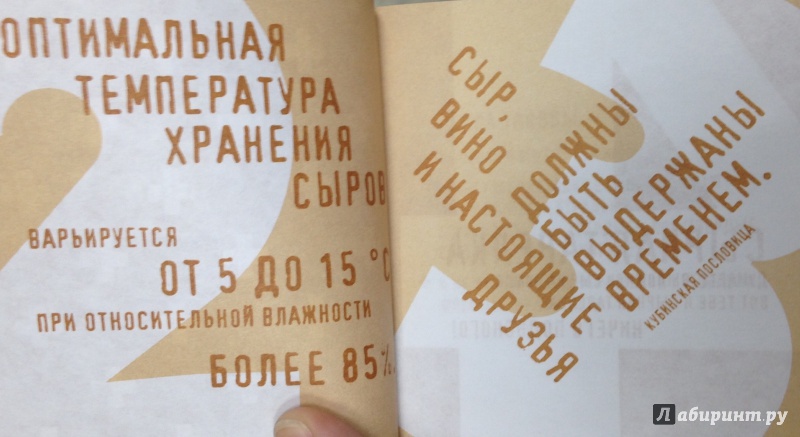 ОПТИМАЛЬНАЯ
ТЕМПЕРАТУРА
ХРАНЕНИЯ
СЫРОВ
ВАРЬИРУЕТСЯ
ОТ 5 ДО 15 °C
ПРИ ОТНОСИТЕЛЬНОЙ ВЛАЖНОСТИ
БОЛЕЕ 85%.
СЫР,
ВИНО
И НАСТОЯЩИЕ
ДРУЗЬЯ
ДОЛЖНЫ
БЫТЬ
ВЫДЕРЖАНЫ
ВРЕМЕНЕМ.
КУБИНСКАЯ ПОСЛОВИЦА
Лабиринт.ру